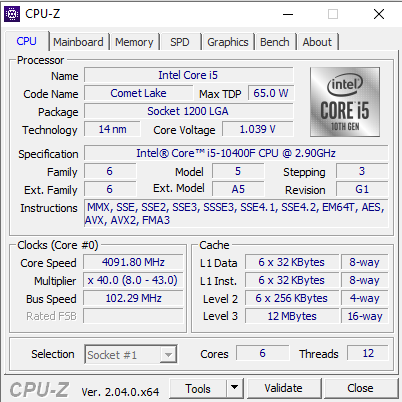 CPU-Z
CPU Mainboard Memory SPD Graphics Bench About
Processor
Name Intel Core i5
Code Name Comet Lake Max TDP 65.0 W
Package Socket 1200 LGA
Technology 14 nm Core Voltage 1.039 V
intel
CORE i5
10TH GEN
Specification Intel® Core™ i5-10400F CPU @ 2.90GHz
Family 6 Model 5 Stepping 3
Ext. Family 6 Ext. Model A5 Revision G1
Instructions MMX, SSE, SSE2, SSE3, SSSE3, SSE4.1, SSE4.2, EM64T, AES,
AVX, AVX2, FMA3
Clocks (Core #0)
Core Speed 4091.80 MHz
Multiplier x 40.0 (8.0 - 43.0)
Bus Speed 102.29 MHz
Rated FSB
Cache
L1 Data 6 x 32 KBytes 8-way
L1 Inst. 6 x 32 KBytes 8-way
Level 2 6 x 256 KBytes 4-way
Level 3 12 MBytes 16-way
Selection Socket #1 Cores 6 Threads 12
CPU-Z Ver. 2.04.0.x64 Tools Validate Close